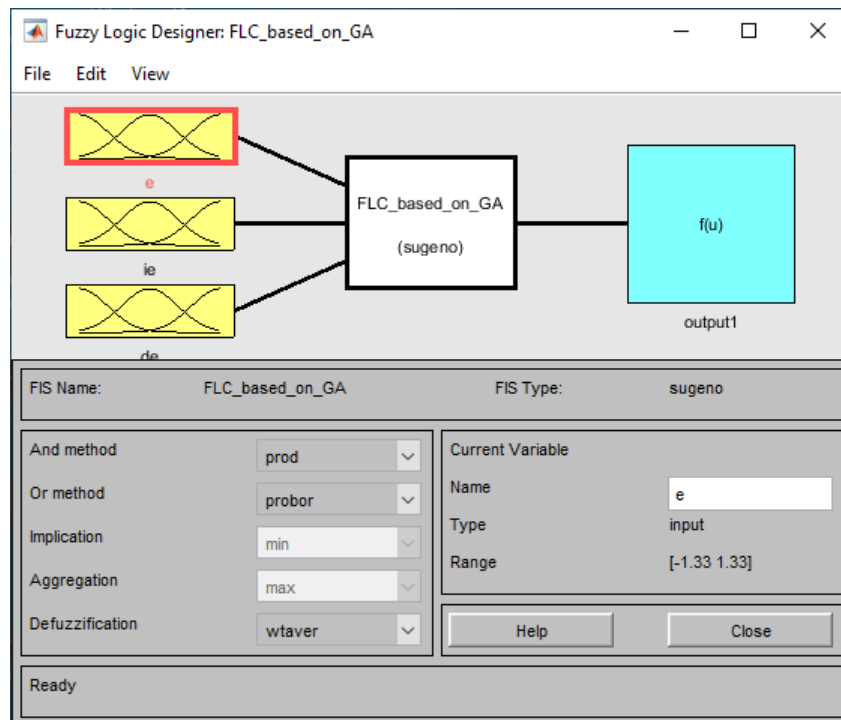 Fuzzy Logic Designer: FLC_based_on_GA
File Edit View
e
ie
de
FLC_based_on_GA
(sugeno)
f(u)
output1
FIS Name: FLC_based_on_GA FIS Type: sugeno
And method prod
Or method probor
Implication min
Aggregation max
Defuzzification wtaver
Current Variable
Name e
Type input
Range [-1.33 1.33]
Help Close
Ready